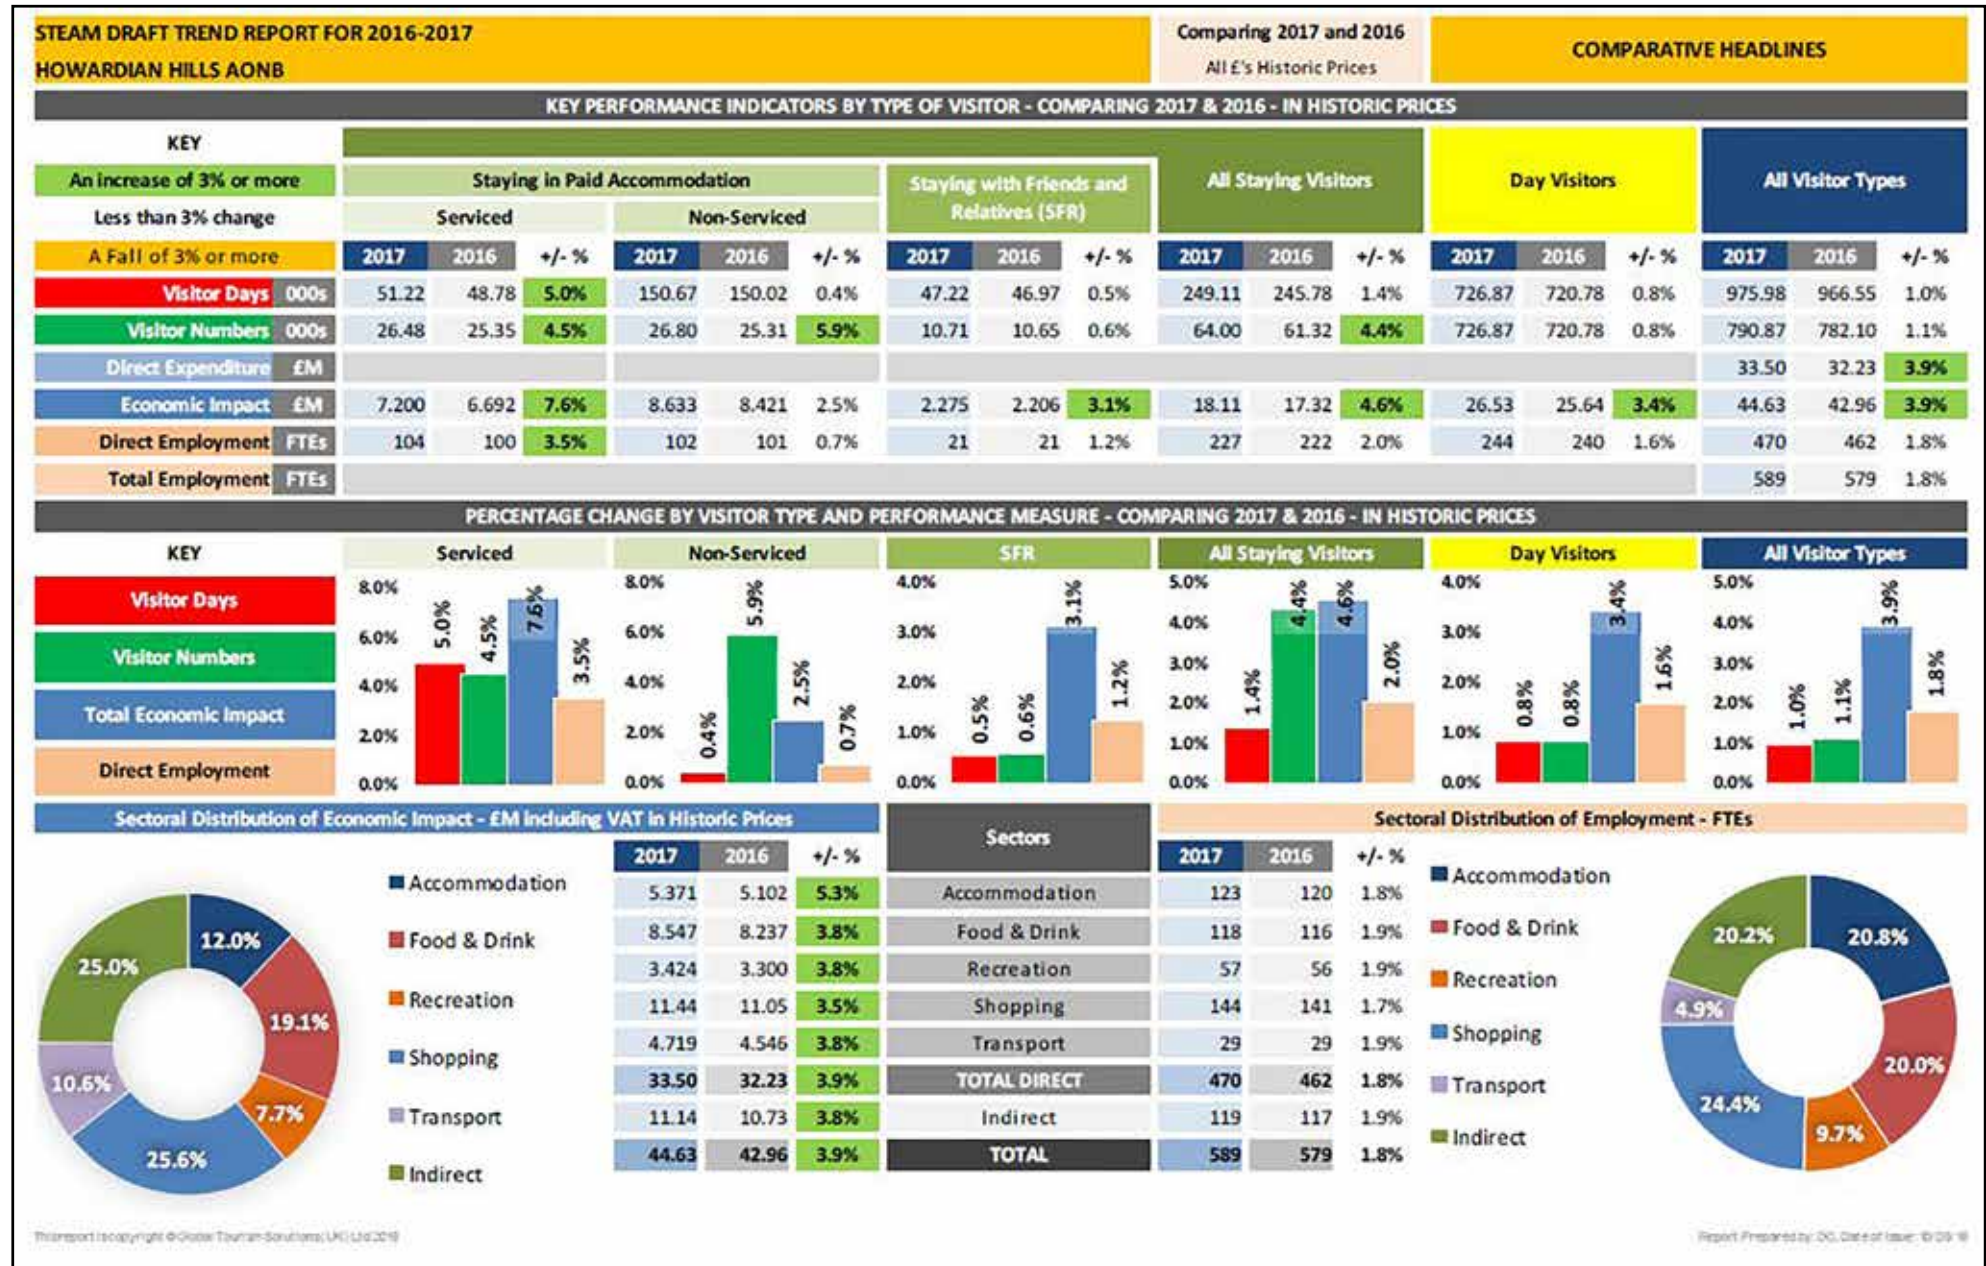 STEAM DRAFT TREND REPORT FOR 2016-2017
HOWARDIAN HILLS AONB
Comparing 2017 and 2016
All £'s Historic Prices
COMPARATIVE HEADLINES
KEY PERFORMANCE INDICATORS BY TYPE OF VISITOR - COMPARING 2017 & 2016 - IN HISTORIC PRICES
KEY
An increase of 3% or more
Less than 3% change
A Fall of 3% or more
Staying in Paid Accommodation
Serviced
Non-Serviced
Staying with Friends and
Relatives (SFR)
All Staying Visitors
Day Visitors
All Visitor Types
2017 2016 +/- % 2017 2016 +/- % 2017 2016 +/- % 2017 2016 +/- % 2017 2016 +/- % 2017 2016 +/- %
Visitor Days 000s 51.22 48.78 5.0% 150.67 150.02 0.4% 47.22 46.97 0.5% 249.11 245.78 1.4% 726.87 720.78 0.8% 975.98 966.55 1.0%
Visitor Numbers 000s 26.48 25.35 4.5% 26.80 25.31 5.9% 10.71 10.65 0.6% 64.00 61.32 4.4% 726.87 720.78 0.8% 790.87 782.10 1.1%
Direct Expenditure £M 33.50 32.23 3.9%
Economic Impact £M 7.200 6.692 7.6% 8.633 8.421 2.5% 2.275 2.206 3.1% 18.11 17.32 4.6% 26.53 25.64 3.4% 44.63 42.96 3.9%
Direct Employment FTEs 104 100 3.5% 102 101 0.7% 21 21 1.2% 227 222 2.0% 244 240 1.6% 470 462 1.8%
Total Employment FTEs 589 579 1.8%
PERCENTAGE CHANGE BY VISITOR TYPE AND PERFORMANCE MEASURE - COMPARING 2017 & 2016 - IN HISTORIC PRICES
KEY
Visitor Days
Visitor Numbers
Total Economic Impact
Direct Employment
Serviced
8.0%
6.0%
4.0%
2.0%
0.0%
5.0% 4.5% 7.6% 3.5%
Non-Serviced
8.0%
6.0%
4.0%
2.0%
0.0%
0.4% 5.9% 2.5% 0.7%
SFR
4.0%
3.0%
2.0%
1.0%
0.0%
0.5% 0.6% 3.1% 1.2%
All Staying Visitors
5.0%
4.0%
3.0%
2.0%
1.0%
0.0%
1.4% 4.4% 4.6% 2.0%
Day Visitors
4.0%
3.0%
2.0%
1.0%
0.0%
0.8% 0.8% 3.4% 1.6%
All Visitor Types
5.0%
4.0%
3.0%
2.0%
1.0%
0.0%
1.0% 1.1% 3.9% 1.8%
Sectoral Distribution of Economic Impact - £M including VAT in Historic Prices
12.0%
19.1%
7.7%
25.6%
10.6%
25.0%
Accommodation
Food & Drink
Recreation
Shopping
Transport
Indirect
Sectors
Sectoral Distribution of Employment - FTEs
2017 2016 +/- % 2017 2016 +/- %
5.371 5.102 5.3% Accommodation 123 120 1.8%
8.547 8.237 3.8% Food & Drink 118 116 1.9%
3.424 3.300 3.8% Recreation 57 56 1.9%
11.44 11.05 3.5% Shopping 144 141 1.7%
4.719 4.546 3.8% Transport 29 29 1.9%
33.50 32.23 3.9% TOTAL DIRECT 470 462 1.8%
11.14 10.73 3.8% Indirect 119 117 1.9%
44.63 42.96 3.9% TOTAL 589 579 1.8%
Accommodation
Food & Drink
Recreation
Shopping
Transport
Indirect
20.8%
20.0%
9.7%
24.4%
4.9%
20.2%
This report is copyright © Global Tourism Solutions (UK) Ltd 2018
Report Prepared by: DC. Date of Issue: